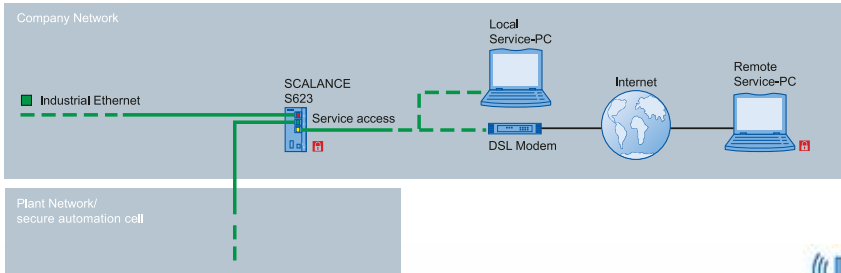 Company Network
Local
Service-PC
Remote
Service-PC
Internet
SCALANCE
S623
Industrial Ethernet
Service access
DSL Modem
Plant Network/
secure automation cell